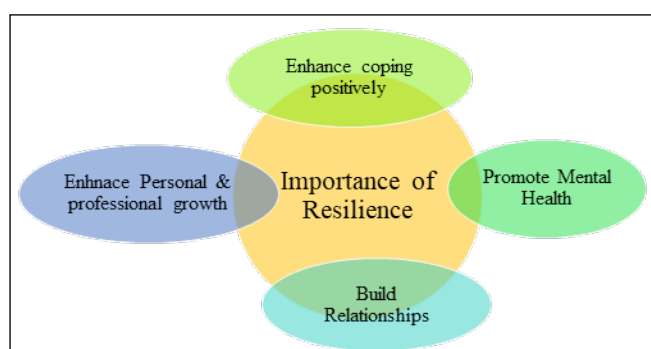 Enhance coping
positively
Enhnace Personal &
professional growth
Importance of
Resilience
Promote Mental
Health
Build
Relationships